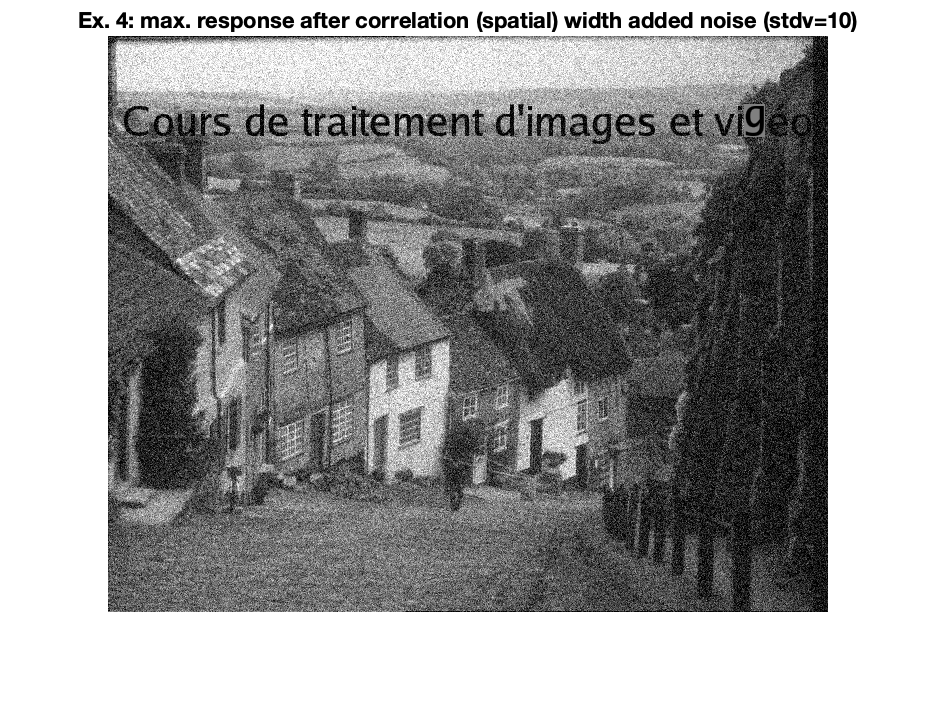 Ex. 4: max. response after correlation (spatial) width added noise (stdv=10)
Cours de traitement d'images et vigéo